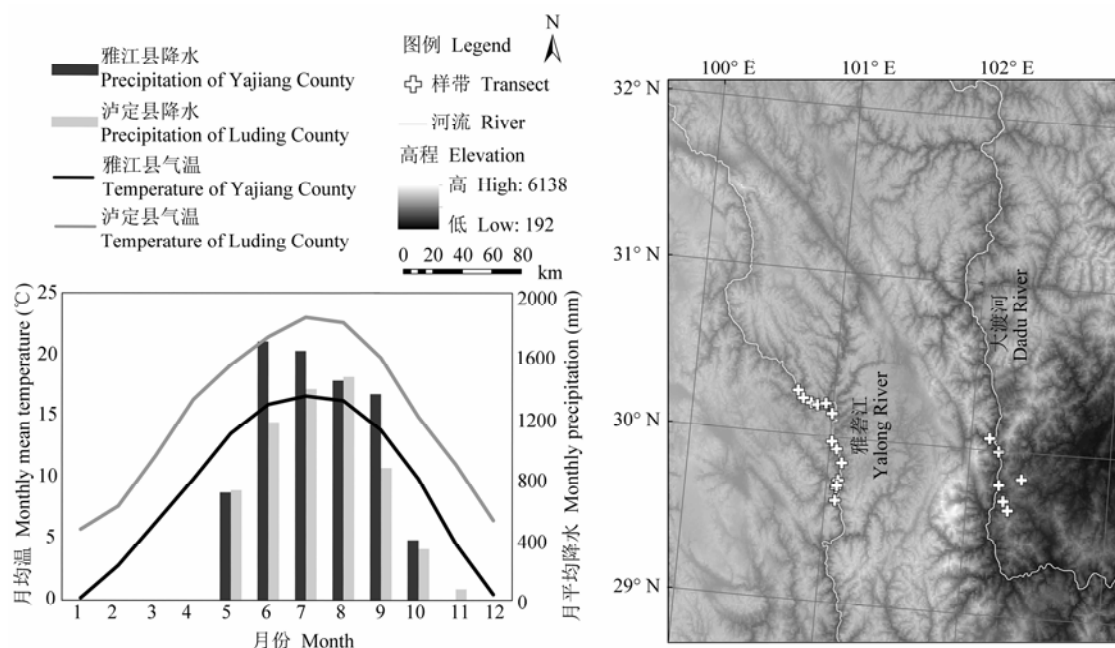 雅江县降水
Precipitation of Yajiang County
泸定县降水
Precipitation of Luding County
雅江县气温
Temperature of Yajiang County
泸定县气温
Temperature of Luding County
图例 Legend
N
样带 Transect
河流 River
高程 Elevation
高 High: 6138
低 Low: 192
0 20 40 60 80
km
月均温 Monthly mean temperature (℃)
25
20
15
10
5
0
2000
1600
1200
800
400
0
月平均降水 Monthly precipitation (mm)
1 2 3 4 5 6 7 8 9 10 11 12
月份 Month
100° E 101° E 102° E
32° N
31° N
30° N
29° N
雅砻江
Yalong River
大渡河
Dadu River